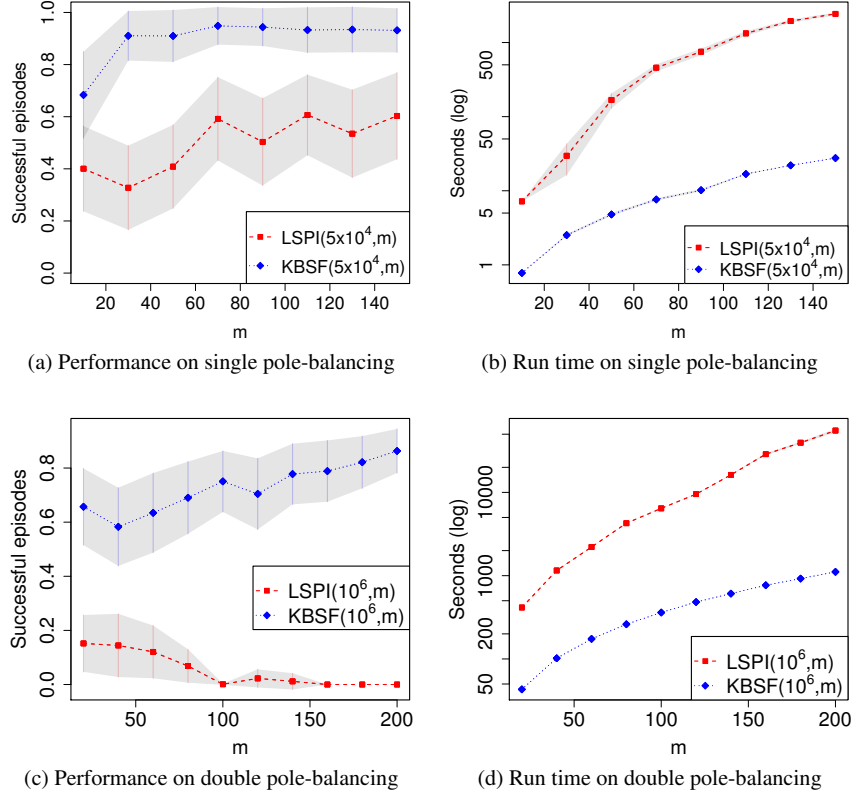 Successful episodes
0.0 0.2 0.4 0.6 0.8 1.0
LSPI(5x10⁴,m)
KBSF(5x10⁴,m)
20 40 60 80 100 120 140
m
(a) Performance on single pole-balancing
Seconds (log)
1 5 50 500
LSPI(5x10⁴,m)
KBSF(5x10⁴,m)
20 40 60 80 100 120 140
m
(b) Run time on single pole-balancing
Successful episodes
0.0 0.2 0.4 0.6 0.8
LSPI(10⁶,m)
KBSF(10⁶,m)
50 100 150 200
m
(c) Performance on double pole-balancing
Seconds (log)
50 200 1000 10000
LSPI(10⁶,m)
KBSF(10⁶,m)
50 100 150 200
m
(d) Run time on double pole-balancing